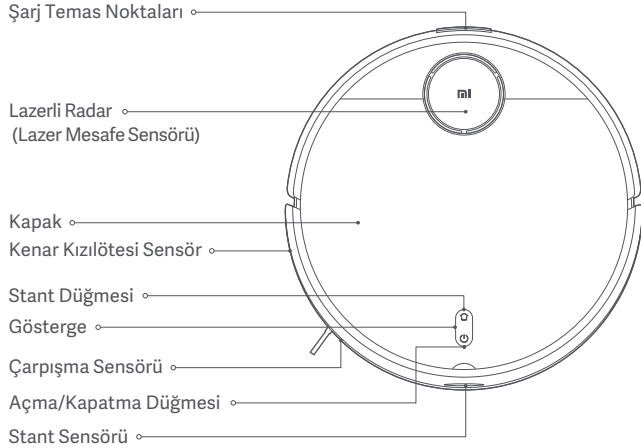 Şarj Temas Noktaları
mi
Lazerli Radar
(Lazer Mesafe Sensörü)
Kapak
Kenar Kızılötesi Sensör
Stant Düğmesi
Gösterge
Çarpışma Sensörü
Açma/Kapatma Düğmesi
Stant Sensörü